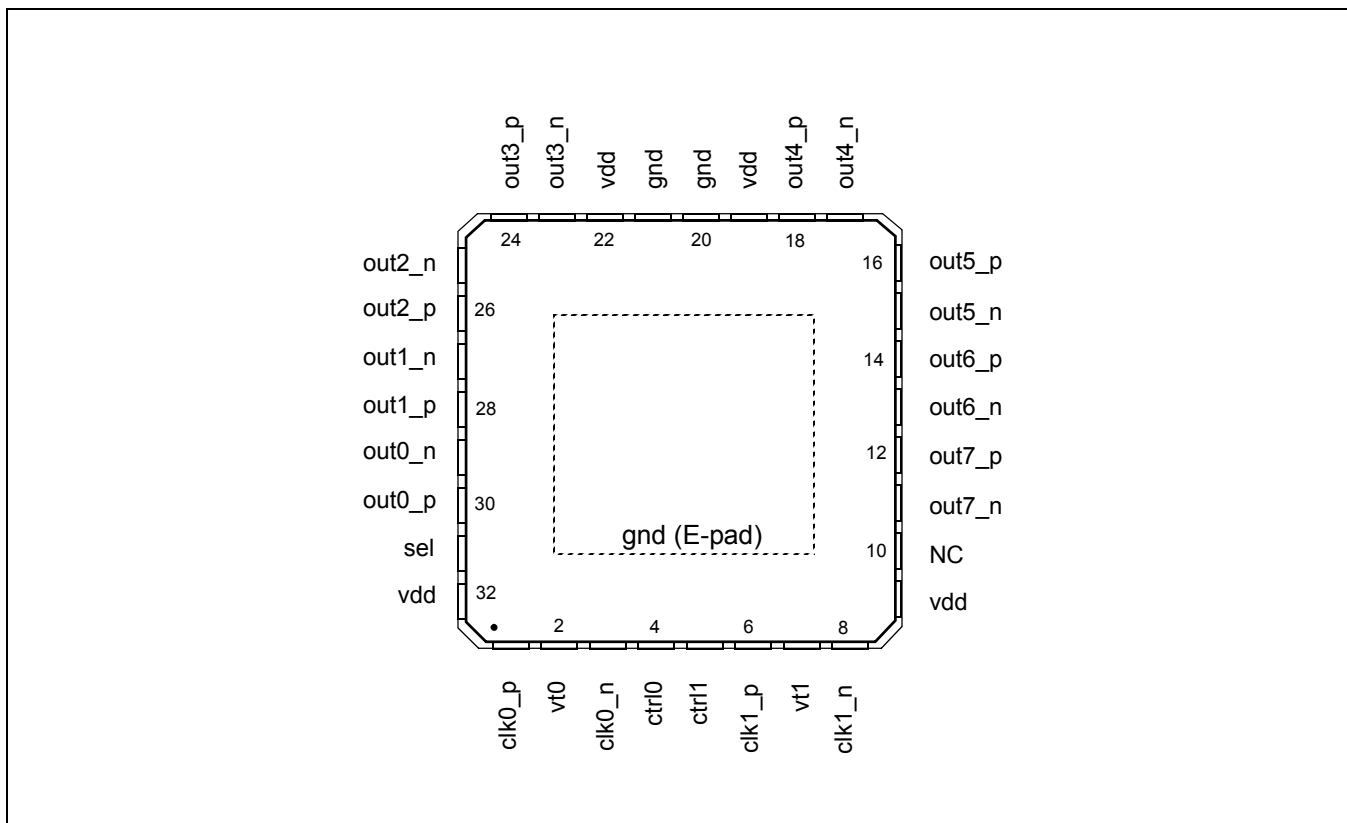 out3_p
out3_n
vdd
gnd
gnd
vdd
out4_p
out4_n
24
22
20
18
out2_n
16
out5_p
out2_p
26
out5_n
out1_n
14
out6_p
out1_p
28
out6_n
out0_n
12
out7_p
out0_p
30
out7_n
gnd (E-pad)
sel
10
NC
vdd
32
vdd
2
4
6
8
clk0_p
vt0
clk0_n
ctrl0
ctrl1
clk1_p
vt1
clk1_n